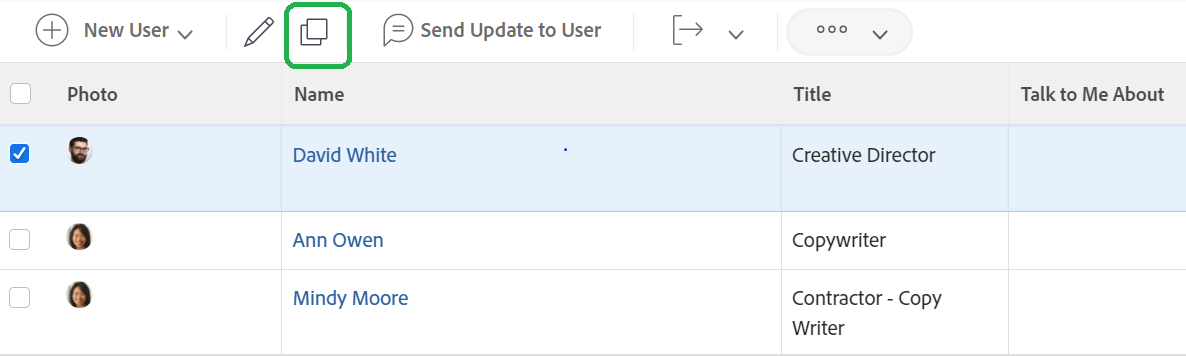 New User Send Update to User
Photo Name Title Talk to Me About
David White Creative Director
Ann Owen Copywriter
Mindy Moore Contractor - Copy
Writer